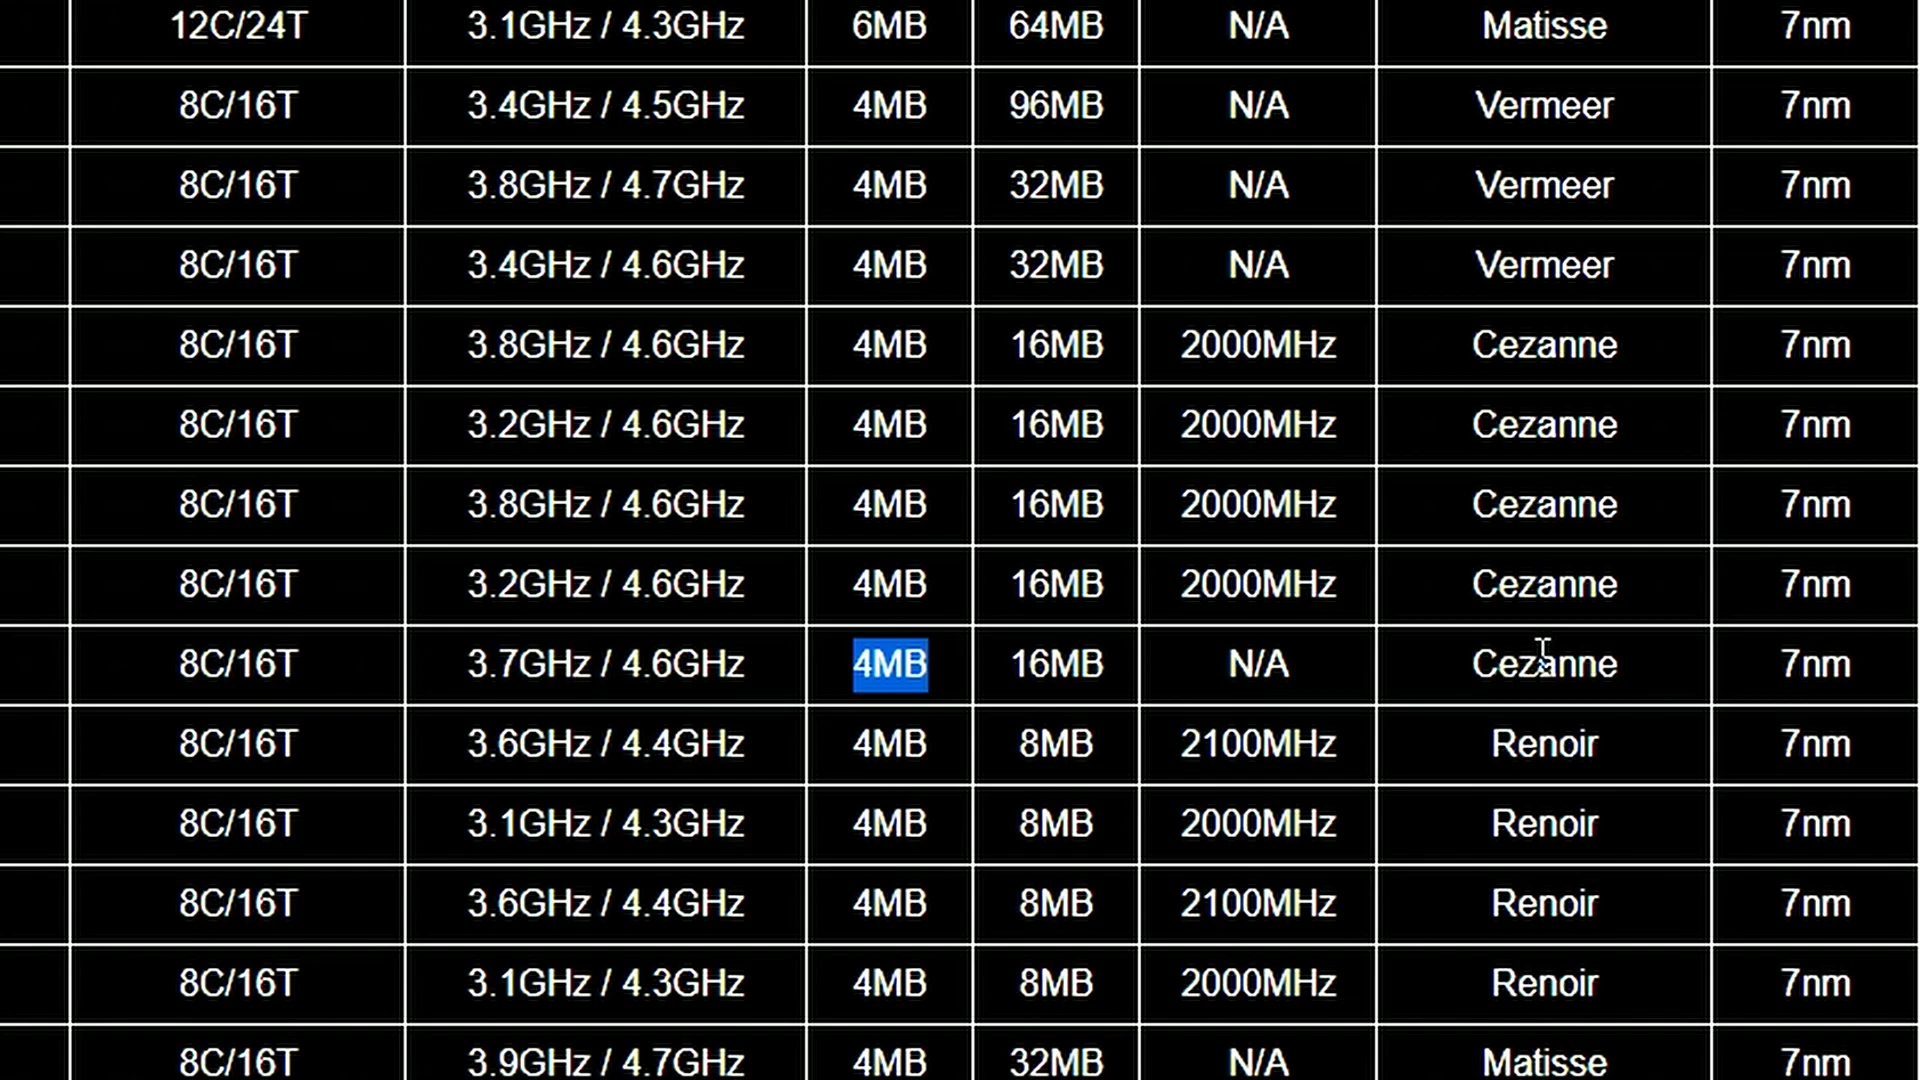 12C/24T 3.1GHz / 4.3GHz 6MB 64MB N/A Matisse 7nm
8C/16T 3.4GHz / 4.5GHz 4MB 96MB N/A Vermeer 7nm
8C/16T 3.8GHz / 4.7GHz 4MB 32MB N/A Vermeer 7nm
8C/16T 3.4GHz / 4.6GHz 4MB 32MB N/A Vermeer 7nm
8C/16T 3.8GHz / 4.6GHz 4MB 16MB 2000MHz Cezanne 7nm
8C/16T 3.2GHz / 4.6GHz 4MB 16MB 2000MHz Cezanne 7nm
8C/16T 3.8GHz / 4.6GHz 4MB 16MB 2000MHz Cezanne 7nm
8C/16T 3.2GHz / 4.6GHz 4MB 16MB 2000MHz Cezanne 7nm
8C/16T 3.7GHz / 4.6GHz 4MB 16MB N/A Cezanne 7nm
8C/16T 3.6GHz / 4.4GHz 4MB 8MB 2100MHz Renoir 7nm
8C/16T 3.1GHz / 4.3GHz 4MB 8MB 2000MHz Renoir 7nm
8C/16T 3.6GHz / 4.4GHz 4MB 8MB 2100MHz Renoir 7nm
8C/16T 3.1GHz / 4.3GHz 4MB 8MB 2000MHz Renoir 7nm
8C/16T 3.9GHz / 4.7GHz 4MB 32MB N/A Matisse 7nm